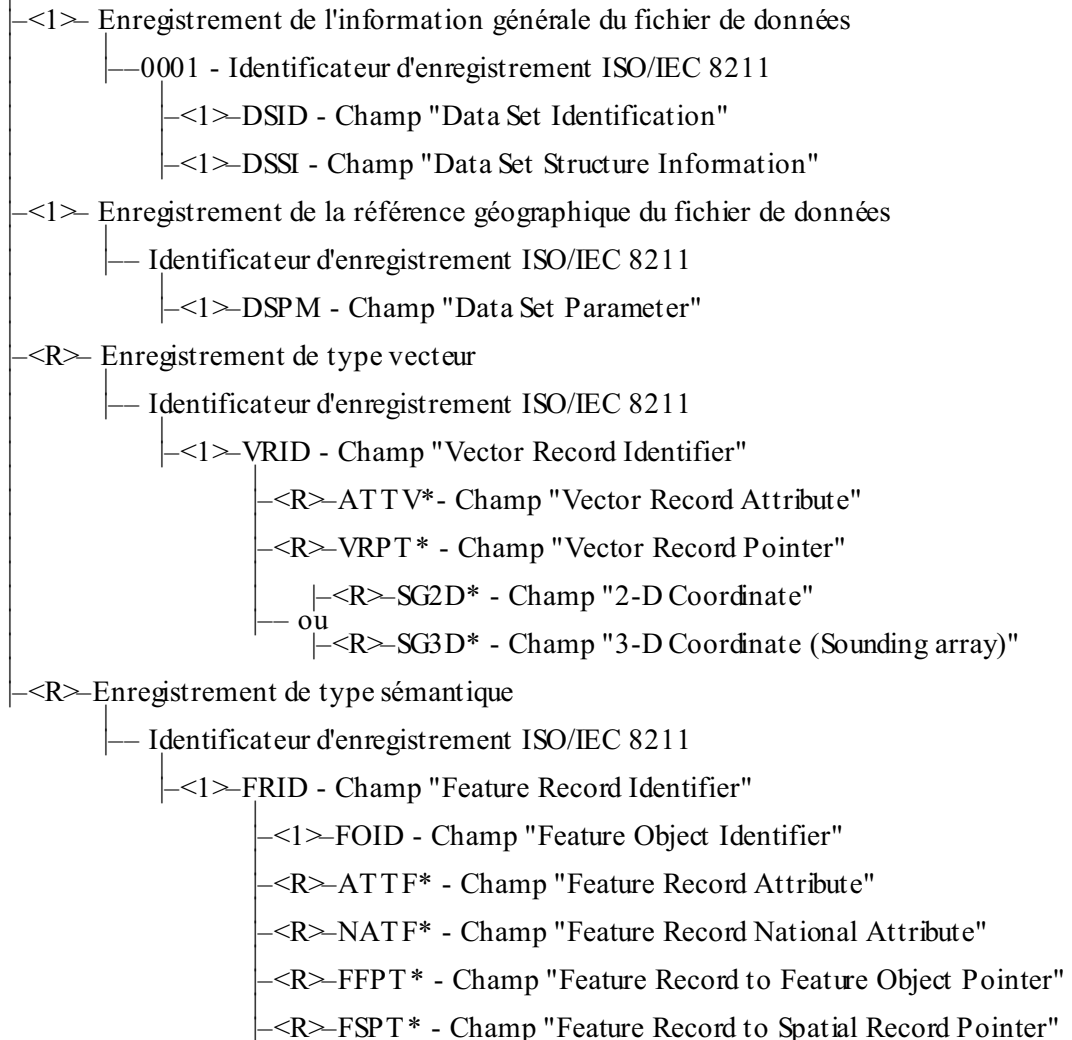 –<1>– Enregistrement de l'information générale du fichier de données
––0001 - Identificateur d'enregistrement ISO/IEC 8211
–<1>–DSID - Champ "Data Set Identification"
–<1>–DSSI - Champ "Data Set Structure Information"
–<1>– Enregistrement de la référence géographique du fichier de données
–– Identificateur d'enregistrement ISO/IEC 8211
–<1>–DSPM - Champ "Data Set Parameter"
–<R>– Enregistrement de type vecteur
–– Identificateur d'enregistrement ISO/IEC 8211
–<1>–VRID - Champ "Vector Record Identifier"
–<R>–ATTV*- Champ "Vector Record Attribute"
–<R>–VRPT* - Champ "Vector Record Pointer"
–<R>–SG2D* - Champ "2-D Coordinate"
–– ou
–<R>–SG3D* - Champ "3-D Coordinate (Sounding array)"
–<R>–Enregistrement de type sémantique
–– Identificateur d'enregistrement ISO/IEC 8211
–<1>–FRID - Champ "Feature Record Identifier"
–<1>–FOID - Champ "Feature Object Identifier"
–<R>–ATTF* - Champ "Feature Record Attribute"
–<R>–NATF* - Champ "Feature Record National Attribute"
–<R>–FFPT* - Champ "Feature Record to Feature Object Pointer"
–<R>–FSPT* - Champ "Feature Record to Spatial Record Pointer"